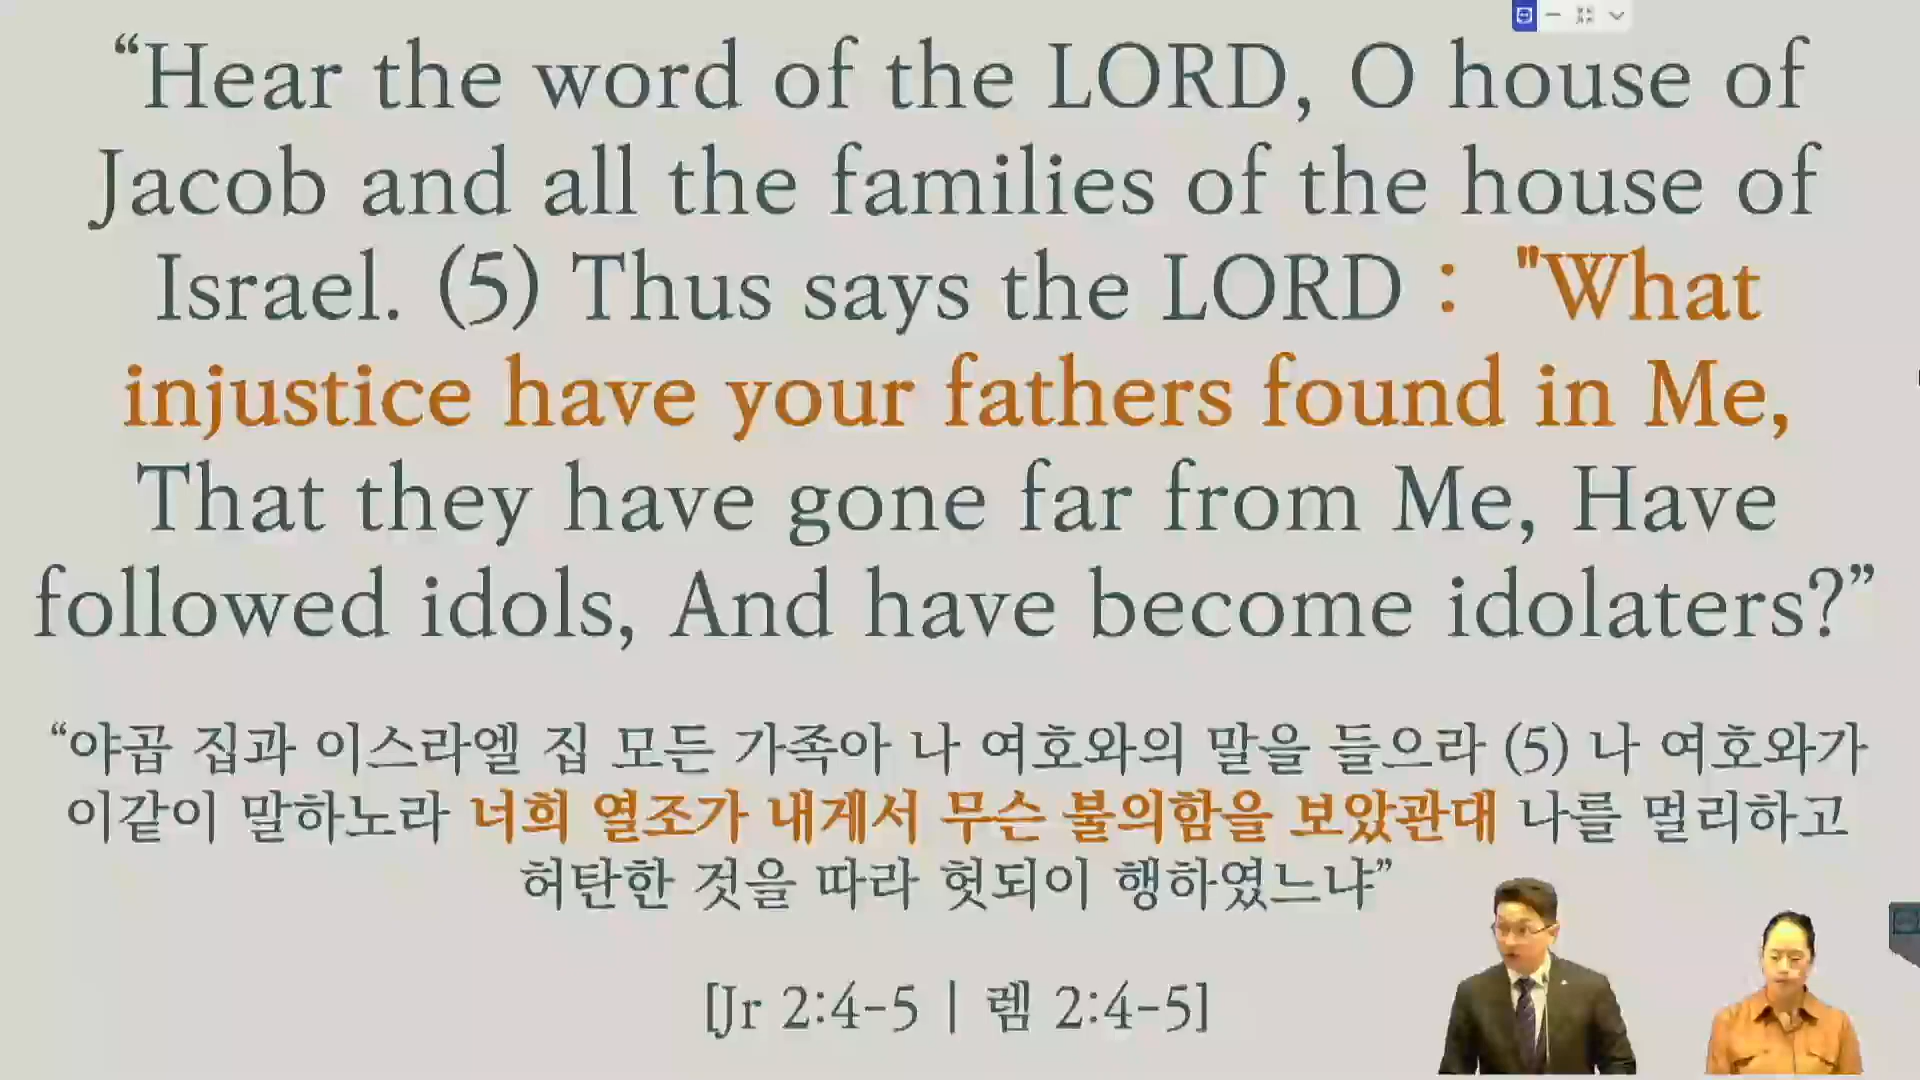 “Hear the word of the LORD, O house of
Jacob and all the families of the house of
Israel. (5) Thus says the LORD : "What
injustice have your fathers found in Me,
That they have gone far from Me, Have
followed idols, And have become idolaters?”
“야곱 집과 이스라엘 집 모든 가족아 나 여호와의 말을 들으라 (5) 나 여호와가
이같이 말하노라 너희 열조가 내게서 무슨 불의함을 보았관대 나를 멀리하고
허탄한 것을 따라 헛되이 행하였느냐”
[Jr 2:4-5 | 렘 2:4-5]